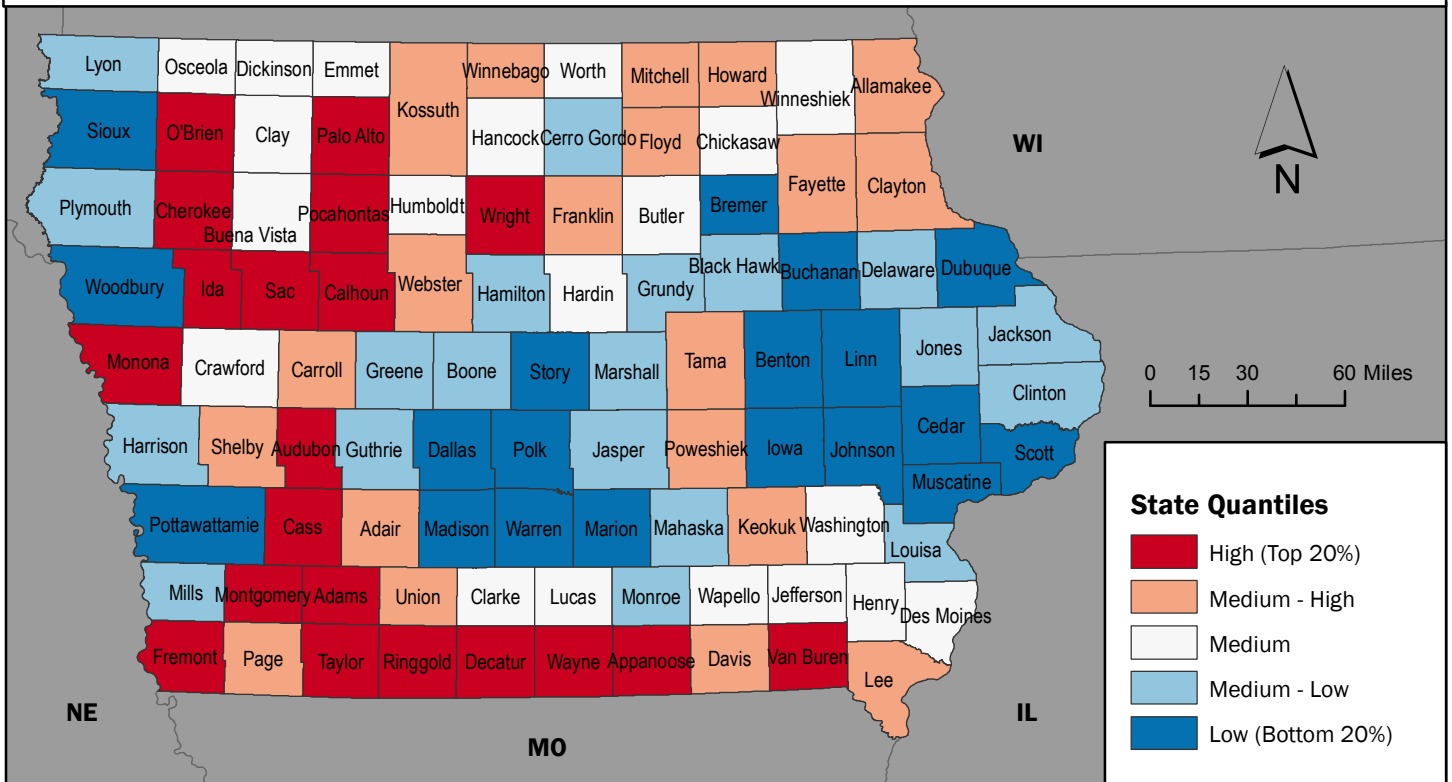 Lyon
Osceola
Dickinson
Emmet
Kossuth
Winnebago
Worth
Mitchell
Howard
Winneshiek
Allamakee
Sioux
O'Brien
Clay
Palo Alto
Hancock
Cerro Gordo
Floyd
Chickasaw
WI
N
Plymouth
Cherokee
Buena Vista
Pocahontas
Humboldt
Wright
Franklin
Butler
Bremer
Fayette
Clayton
Woodbury
Ida
Sac
Calhoun
Webster
Hamilton
Hardin
Grundy
Black Hawk
Buchanan
Delaware
Dubuque
Monona
Crawford
Carroll
Greene
Boone
Story
Marshall
Tama
Benton
Linn
Jones
Jackson
Clinton
0 15 30 60 Miles
Harrison
Shelby
Audubon
Guthrie
Dallas
Polk
Jasper
Poweshiek
Iowa
Johnson
Cedar
Scott
Muscatine
Pottawattamie
Cass
Adair
Madison
Warren
Marion
Mahaska
Keokuk
Washington
Louisa
Mills
Montgomery
Adams
Union
Clarke
Lucas
Monroe
Wapello
Jefferson
Henry
Des Moines
Fremont
Page
Taylor
Ringgold
Decatur
Wayne
Appanoose
Davis
Van Buren
Lee
NE
MO
IL
State Quantiles
High (Top 20%)
Medium - High
Medium
Medium - Low
Low (Bottom 20%)